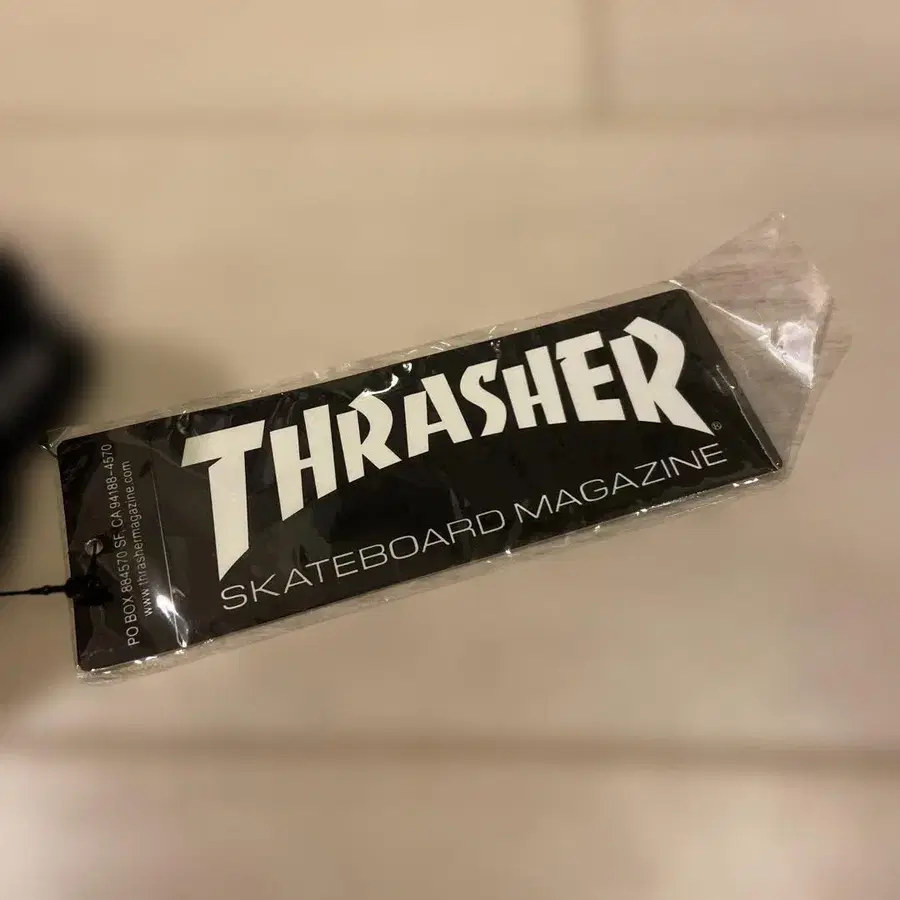 THRASHER®
SKATEBOARD MAGAZINE
PO BOX 884570 SF. CA 94188-4570
www.thrashermagazine.com